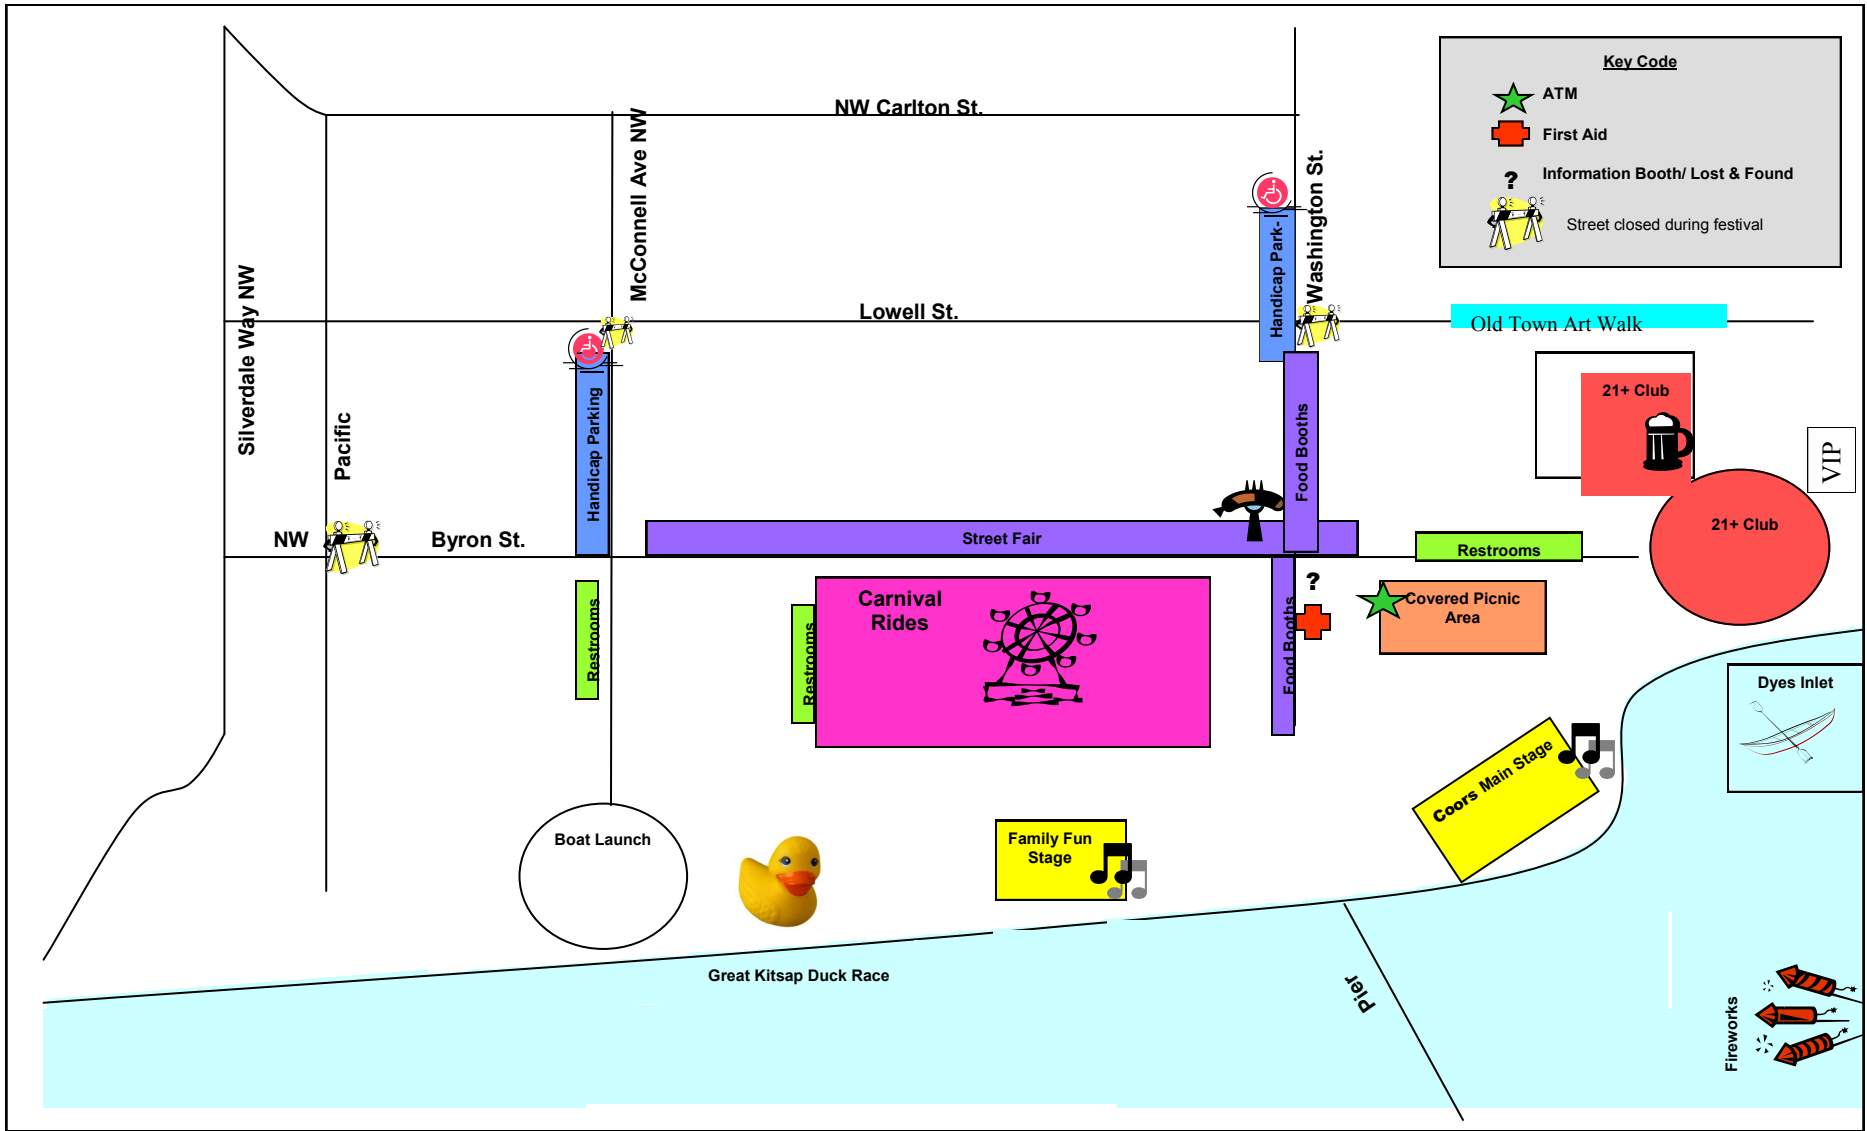 Key Code
ATM
First Aid
?
Information Booth/ Lost & Found
Street closed during festival
NW Carlton St.
McConnell Ave NW
Washington St.
Handicap Park-
Silverdale Way NW
Lowell St.
Old Town Art Walk
Pacific
Handicap Parking
Food Booths
21+ Club
VIP
21+ Club
NW
Byron St.
Street Fair
Restrooms
Restrooms
Restrooms
Carnival
Rides
Food Booths
?
Covered Picnic
Area
Dyes Inlet
Coors Main Stage
Boat Launch
Family Fun
Stage
Great Kitsap Duck Race
Pier
Fireworks